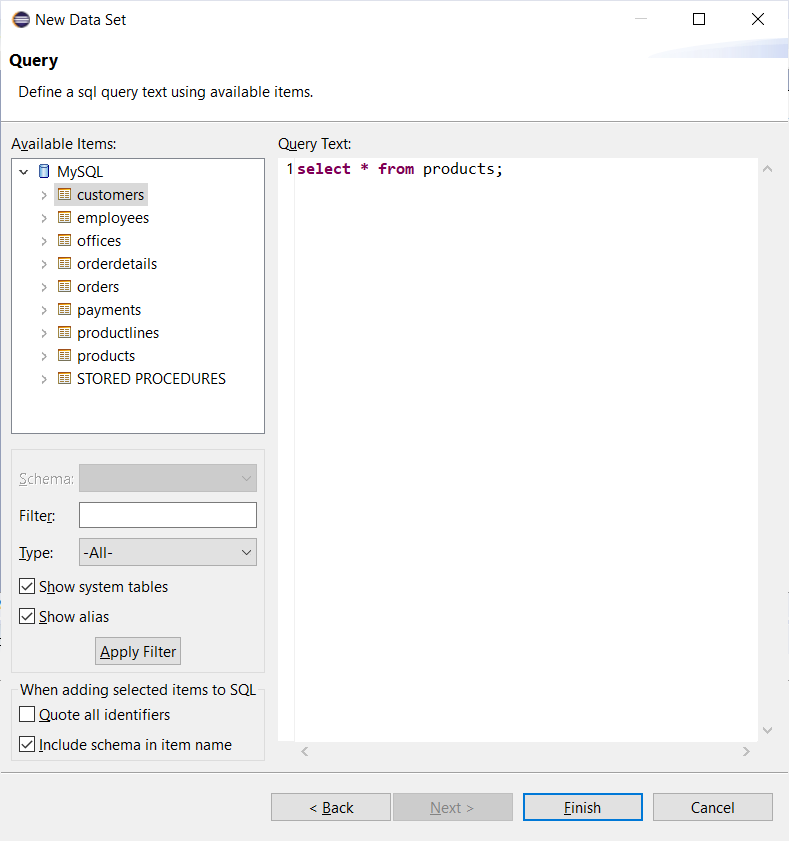 New Data Set
Query
Define a sql query text using available items.
Available Items:
MySQL
customers
employees
offices
orderdetails
orders
payments
productlines
products
STORED PROCEDURES
Schema:
Filter:
Type: -All-
Show system tables
Show alias
Apply Filter
When adding selected items to SQL
Quote all identifiers
Include schema in item name
Query Text:
1 select * from products;
< Back Next > Finish Cancel